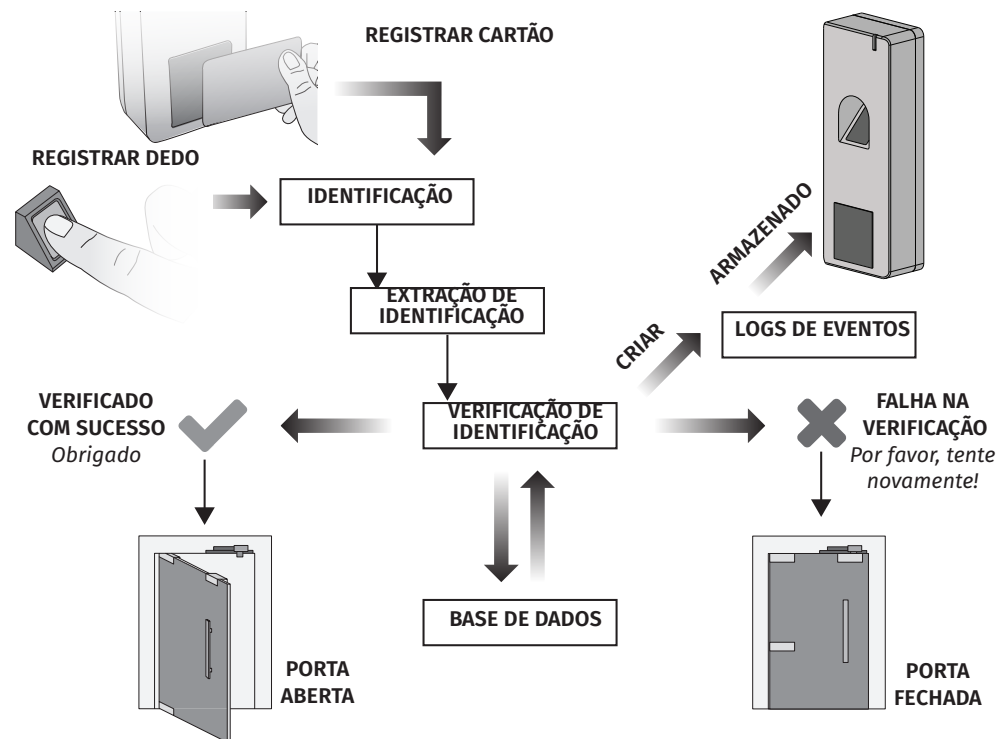 REGISTRAR CARTÃO
REGISTRAR DEDO
IDENTIFICAÇÃO
ARMAZENADO
EXTRAÇÃO DE
IDENTIFICAÇÃO
CRIAR
LOGS DE EVENTOS
VERIFICADO
COM SUCESSO
Obrigado
VERIFICAÇÃO DE
IDENTIFICAÇÃO
FALHA NA
VERIFICAÇÃO
Por favor, tente
novamente!
BASE DE DADOS
PORTA
ABERTA
PORTA
FECHADA